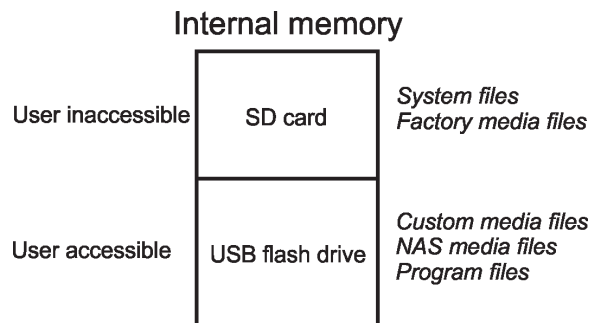 Internal memory
User inaccessible
SD card
System files
Factory media files
User accessible
USB flash drive
Custom media files
NAS media files
Program files